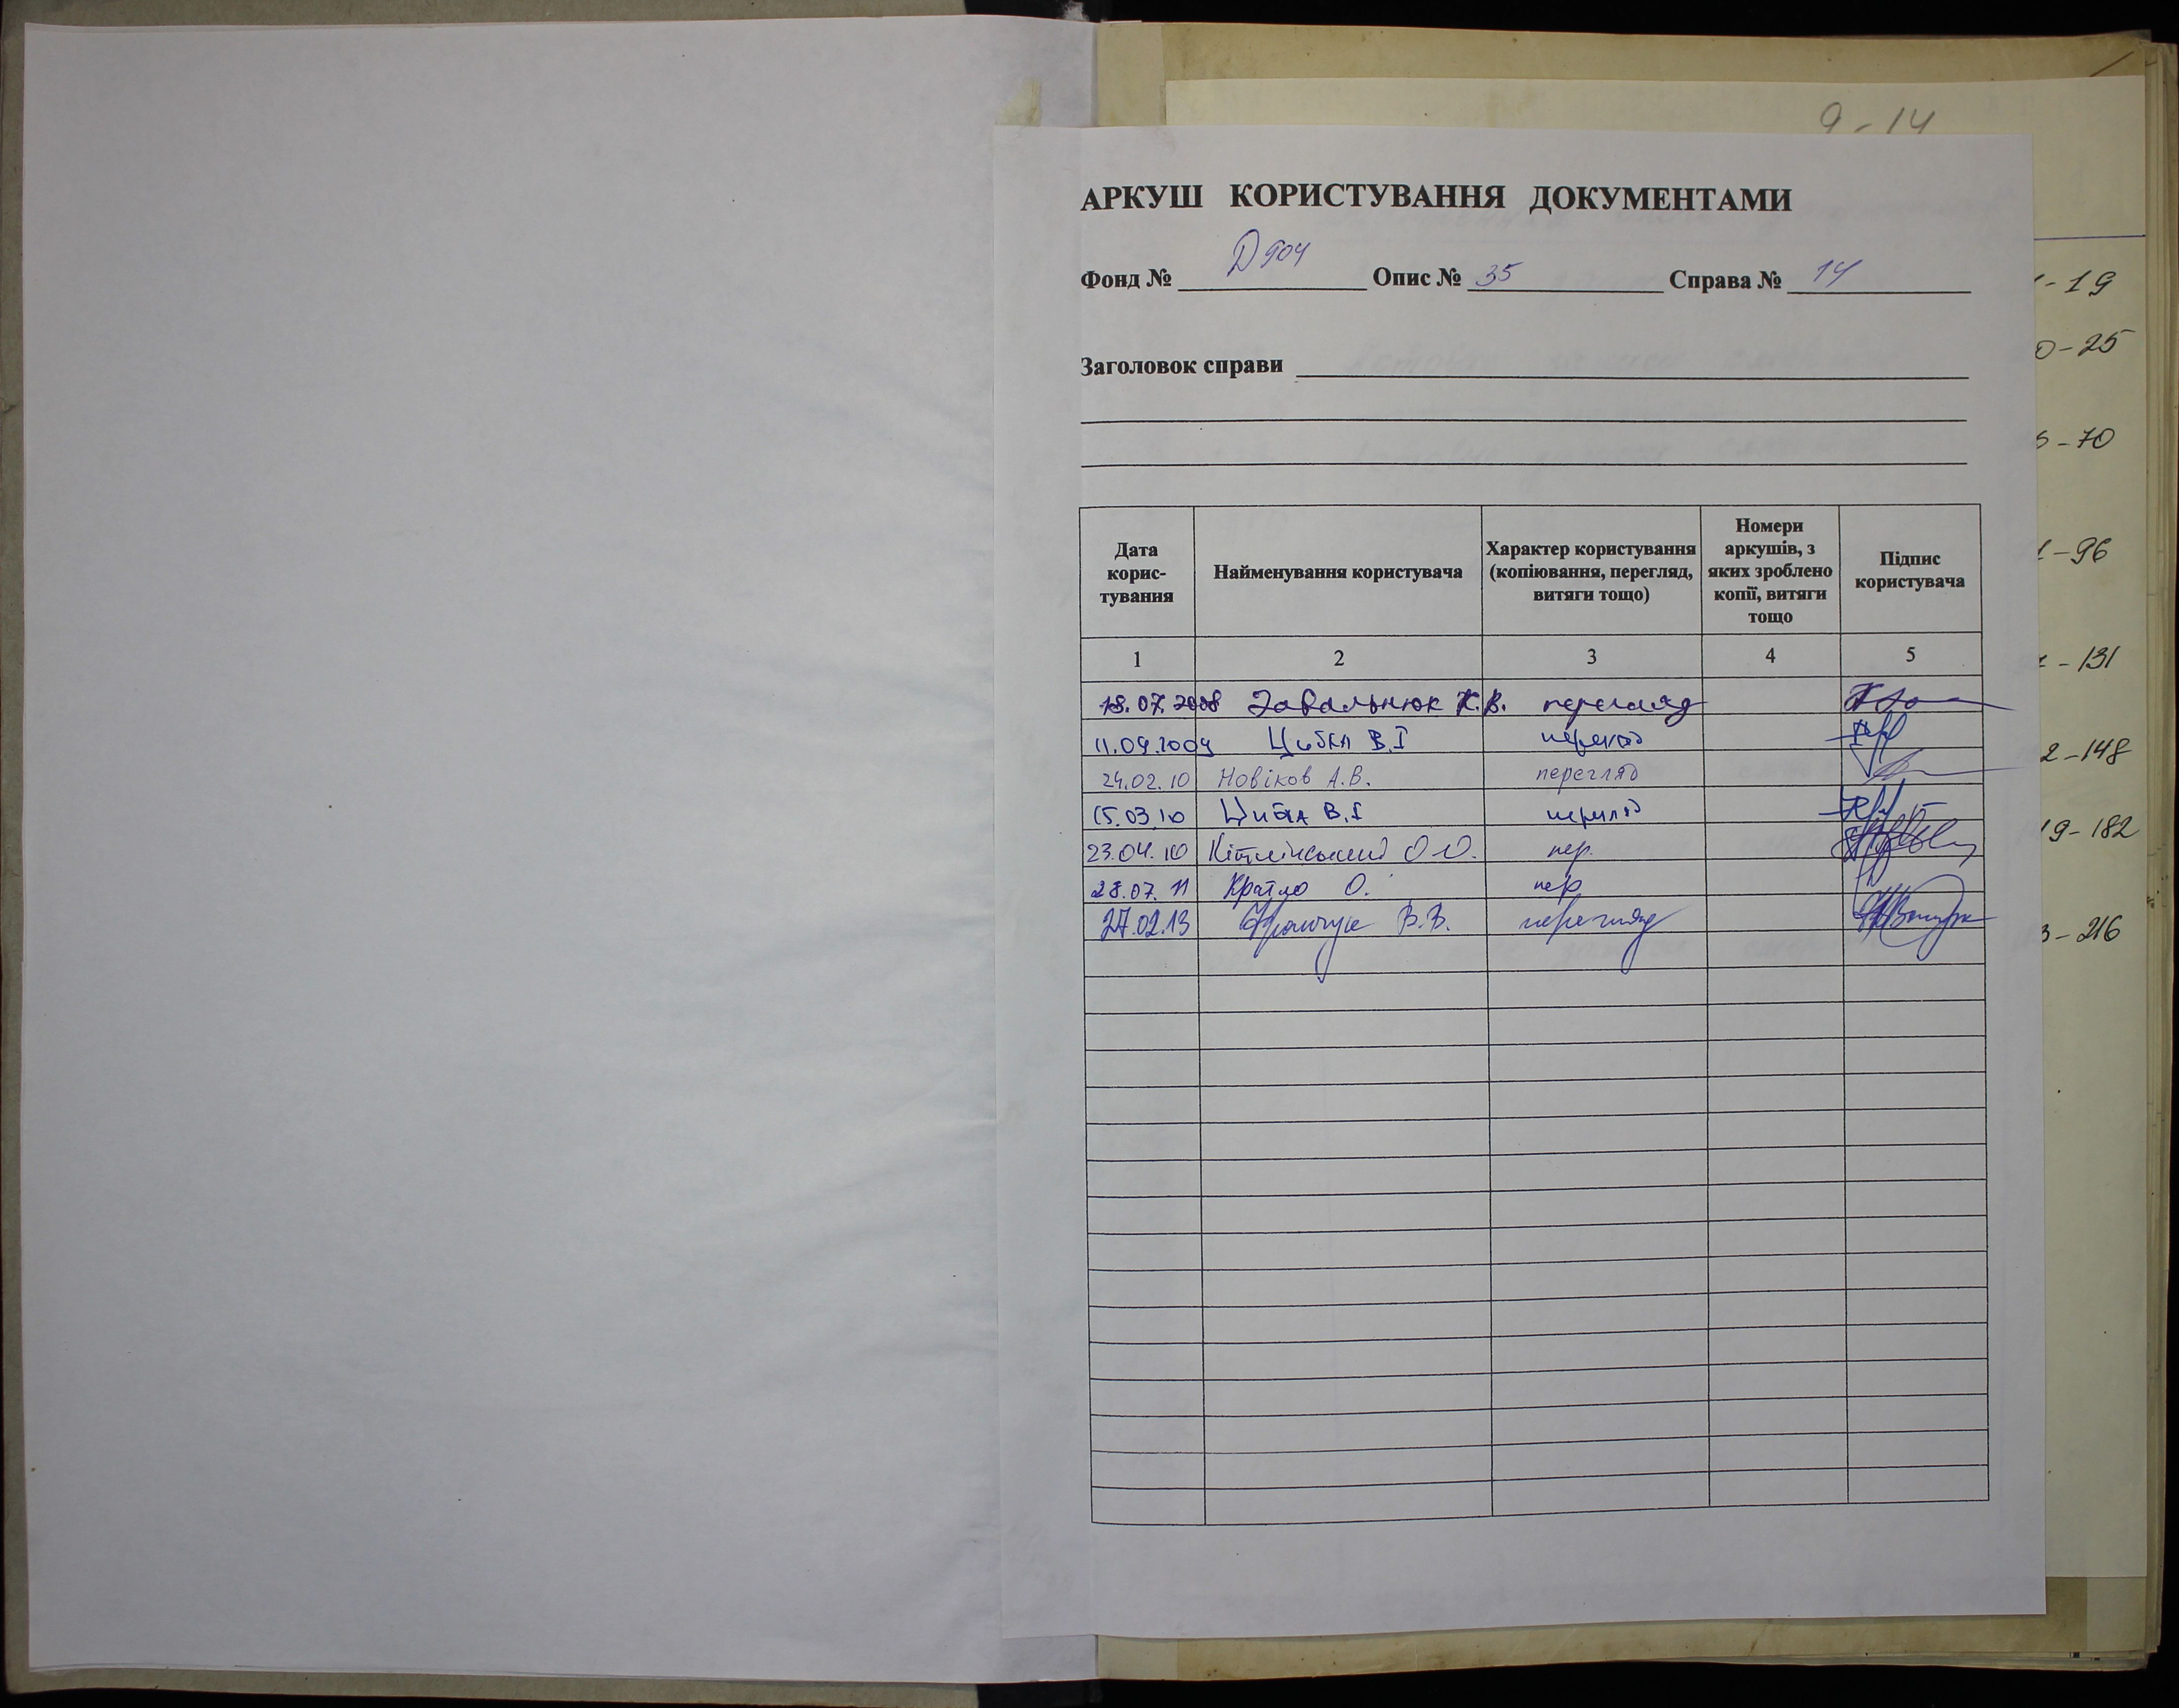 9-14
АРКУШ КОРИСТУВАННЯ ДОКУМЕНТАМИ
Фонд № Д904 Опис № 35 Справа № 14
Заголовок справи
Дата корис-тування
Найменування користувача
Характер користування (копіювання, перегляд, витяги тощо)
Номери аркушів, з яких зроблено копії, витяги тощо
Підпис користувача
1 2 3 4 5
18.07.2008 Завальнюк К.В. перегляд
11.09.2009 Цибка В.І перегляд
24.02.10 Новіков А.В. перегляд
15.03.10 Цибка В.І перегляд
23.04.10 О.О. пер.
28.07.11 О. пер
27.02.13 В.В. перегляд
-19
0-25
-70
-96
-131
2-148
9-182
3-216